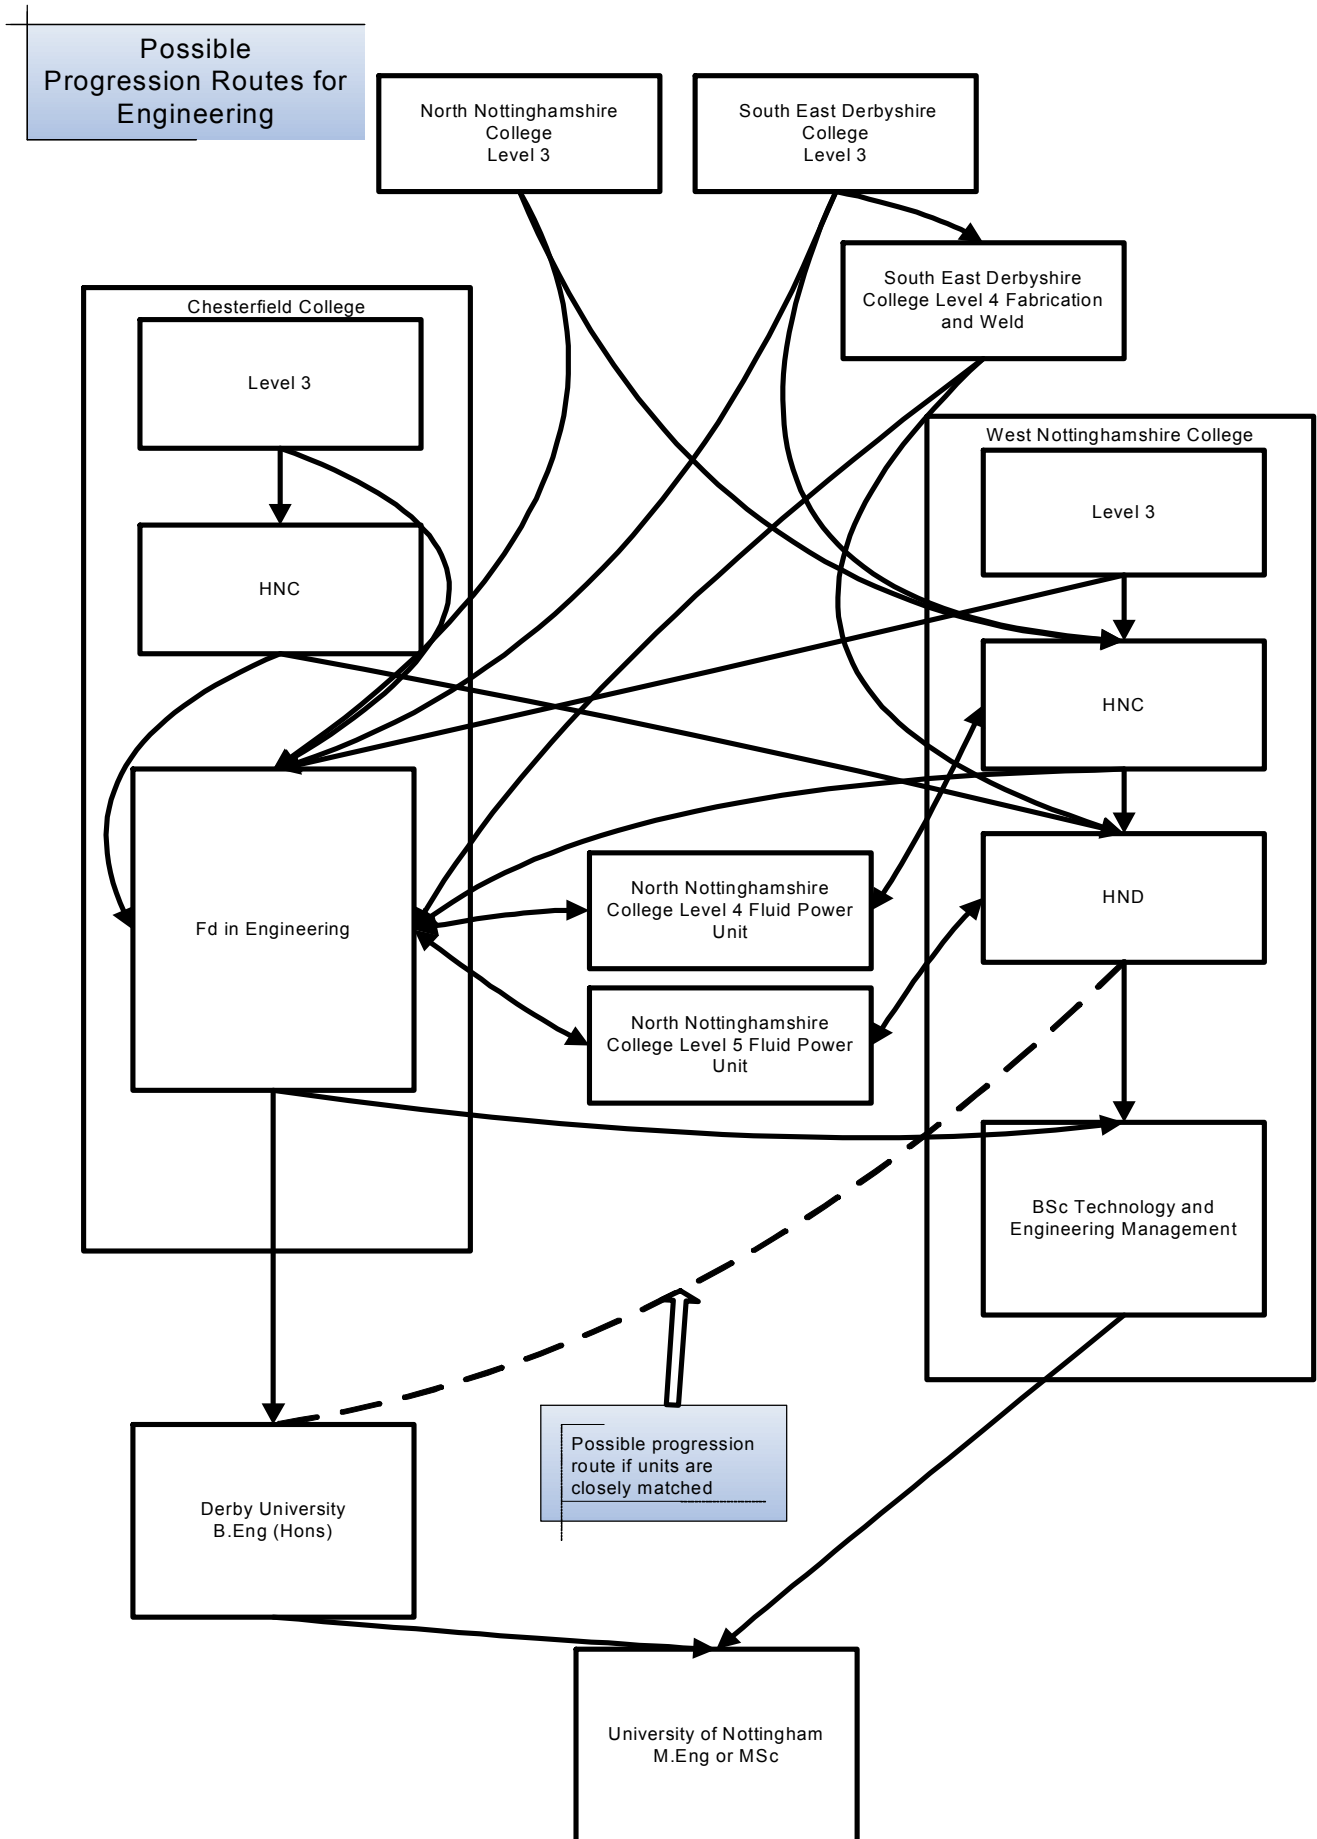 Possible
Progression Routes for
Engineering
North Nottinghamshire
College
Level 3
South East Derbyshire
College
Level 3
South East Derbyshire
College Level 4 Fabrication
and Weld
Chesterfield College
Level 3
HNC
Fd in Engineering
West Nottinghamshire College
Level 3
HNC
HND
North Nottinghamshire
College Level 4 Fluid Power
Unit
North Nottinghamshire
College Level 5 Fluid Power
Unit
BSc Technology and
Engineering Management
Possible progression
route if units are
closely matched
Derby University
B.Eng (Hons)
University of Nottingham
M.Eng or MSc